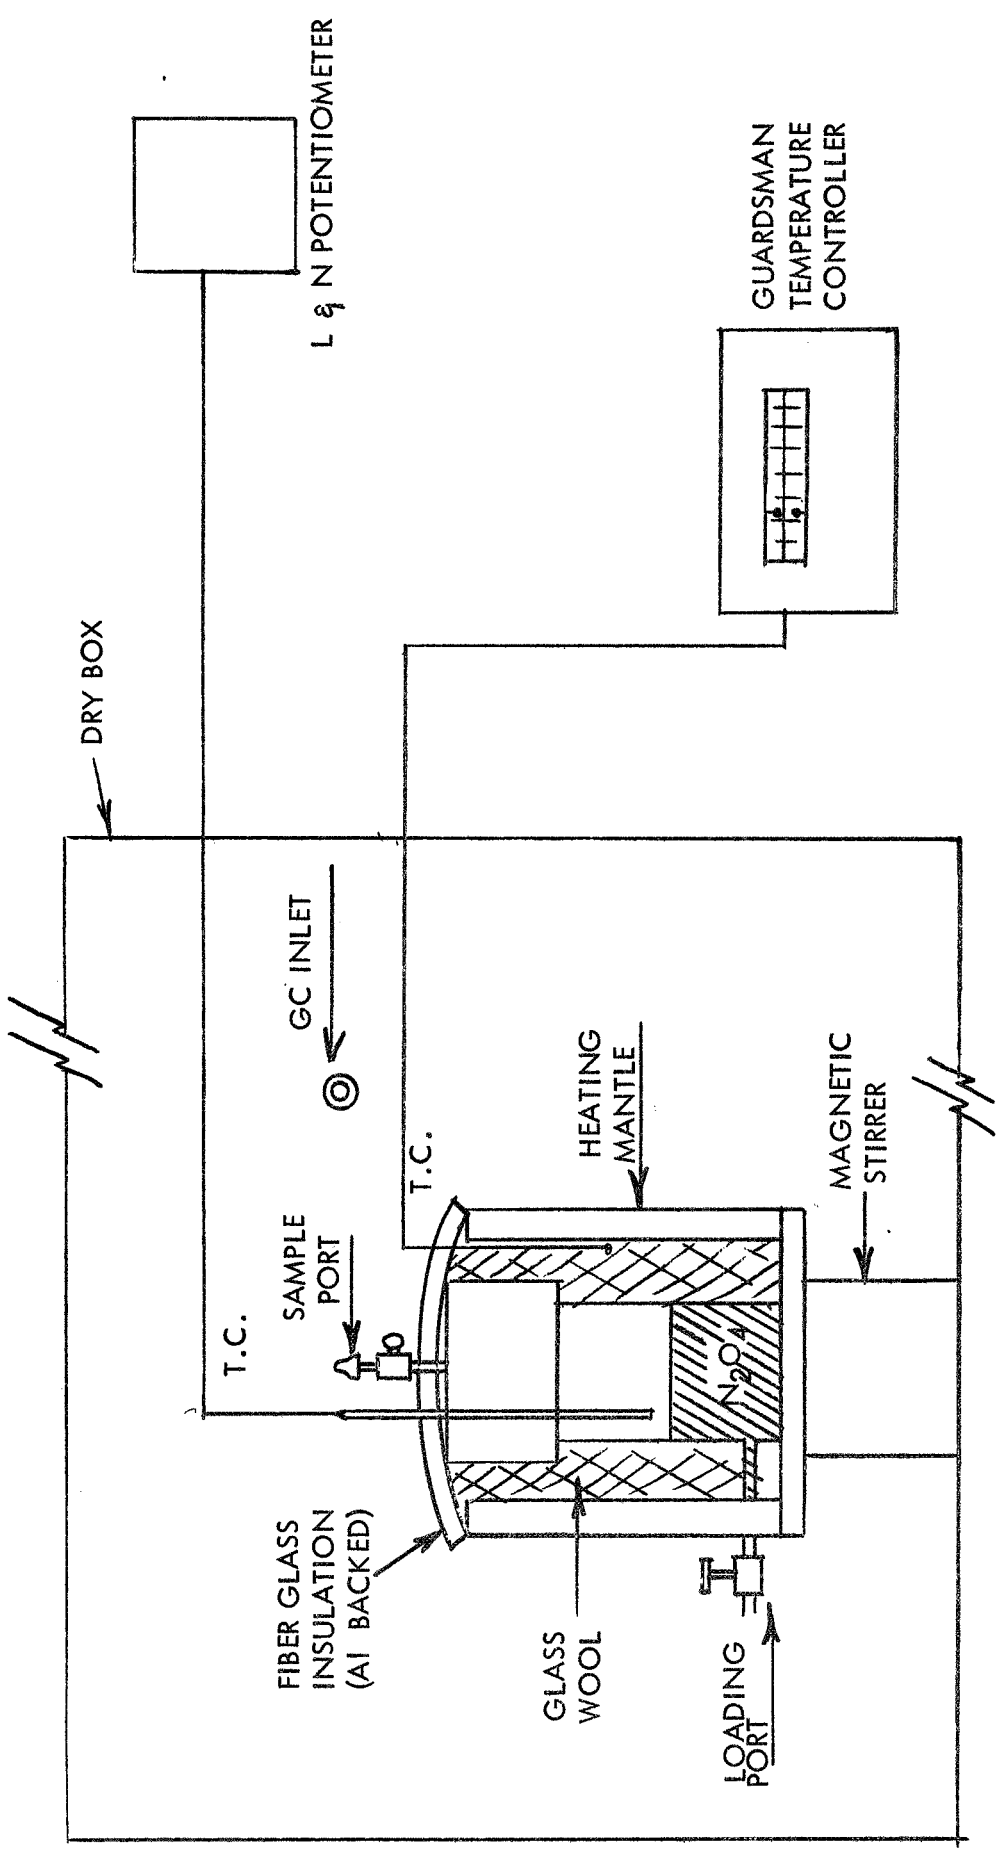 DRY BOX
L & N POTENTIOMETER
T.C.
SAMPLE
PORT
GC INLET
FIBER GLASS
INSULATION
(Al BACKED)
T.C.
GUARDSMAN
TEMPERATURE
CONTROLLER
GLASS
WOOL
HEATING
MANTLE
N2O4
LOADING
PORT
MAGNETIC
STIRRER